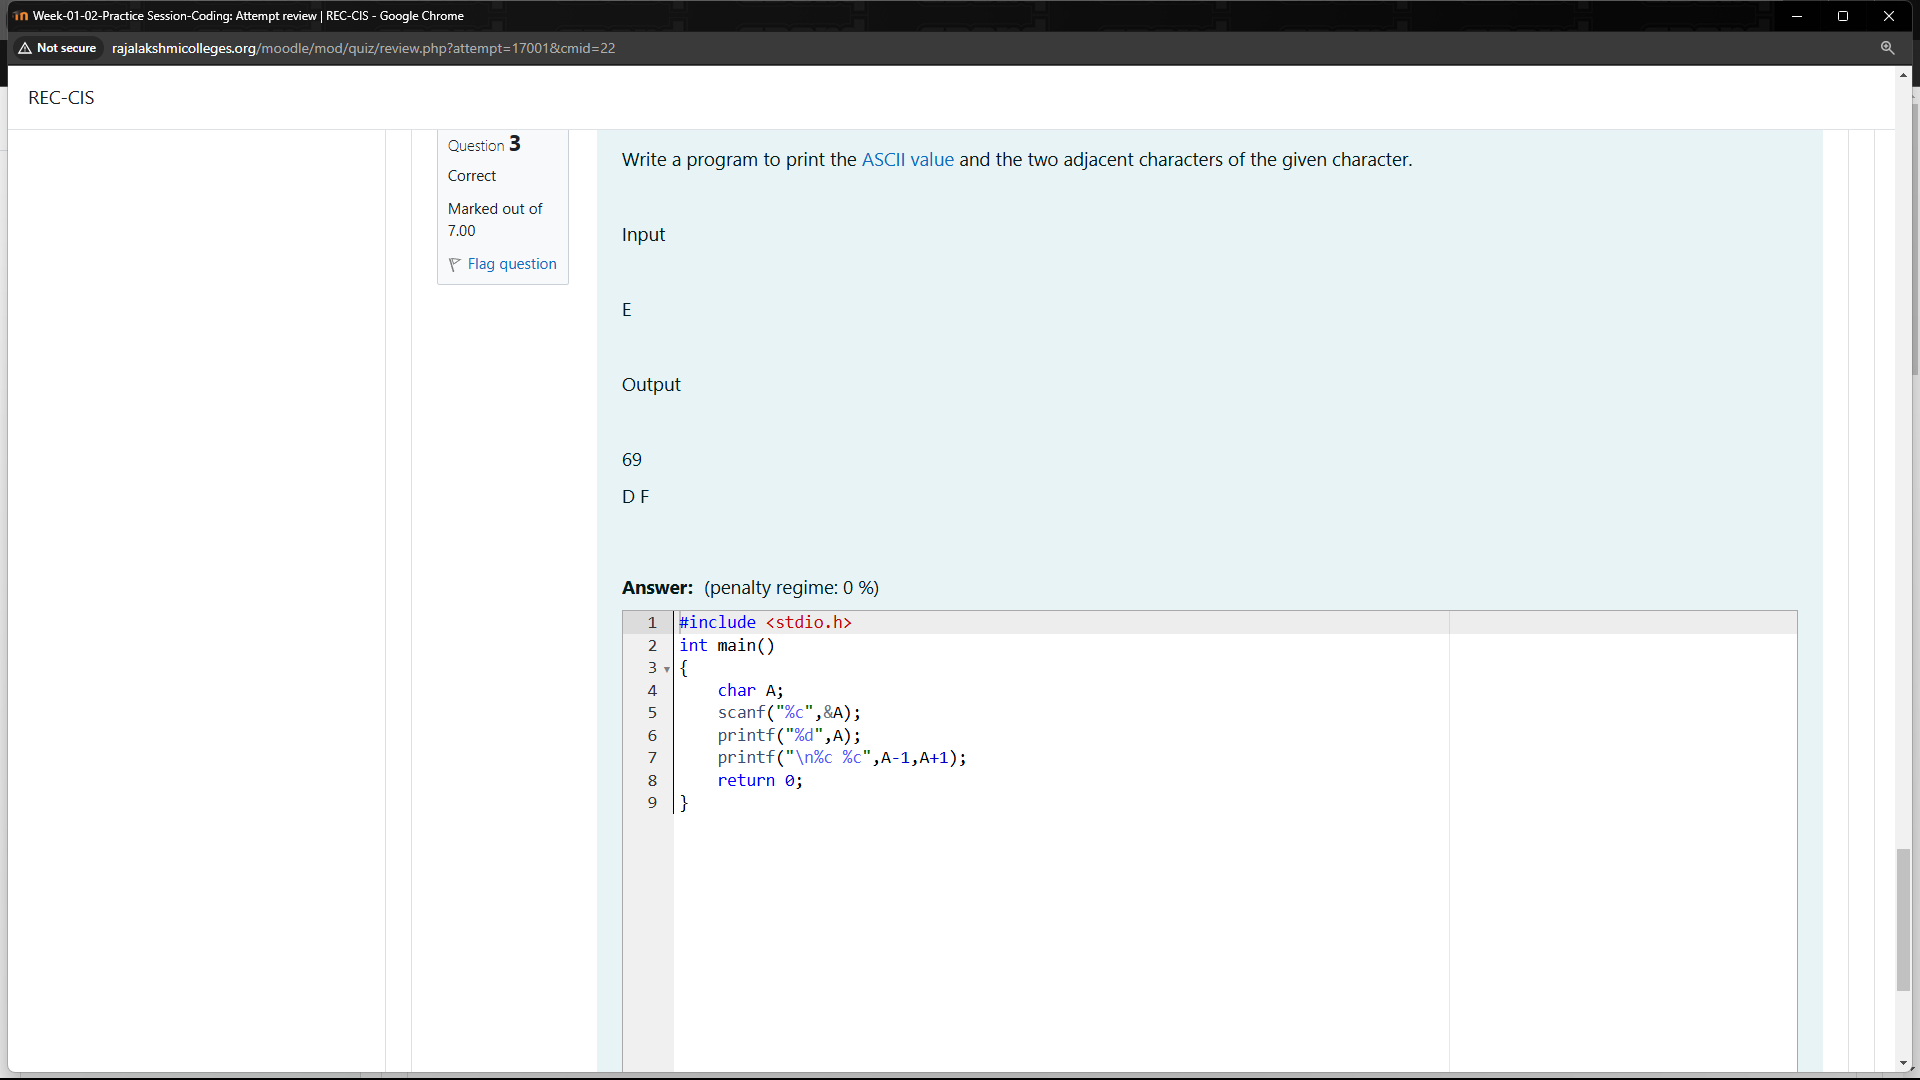 Week-01-02-Practice Session-Coding: Attempt review | REC-CIS - Google Chrome
Not secure rajalakshmicolleges.org/moodle/mod/quiz/review.php?attempt=17001&cmid=22
REC-CIS
Question 3
Correct
Marked out of
7.00
Flag question
Write a program to print the ASCII value and the two adjacent characters of the given character.
Input
E
Output
69
D F
Answer: (penalty regime: 0 %)
1 #include <stdio.h>
2 int main()
3 {
4     char A;
5     scanf("%c",&A);
6     printf("%d",A);
7     printf("\n%c %c",A-1,A+1);
8     return 0;
9 }